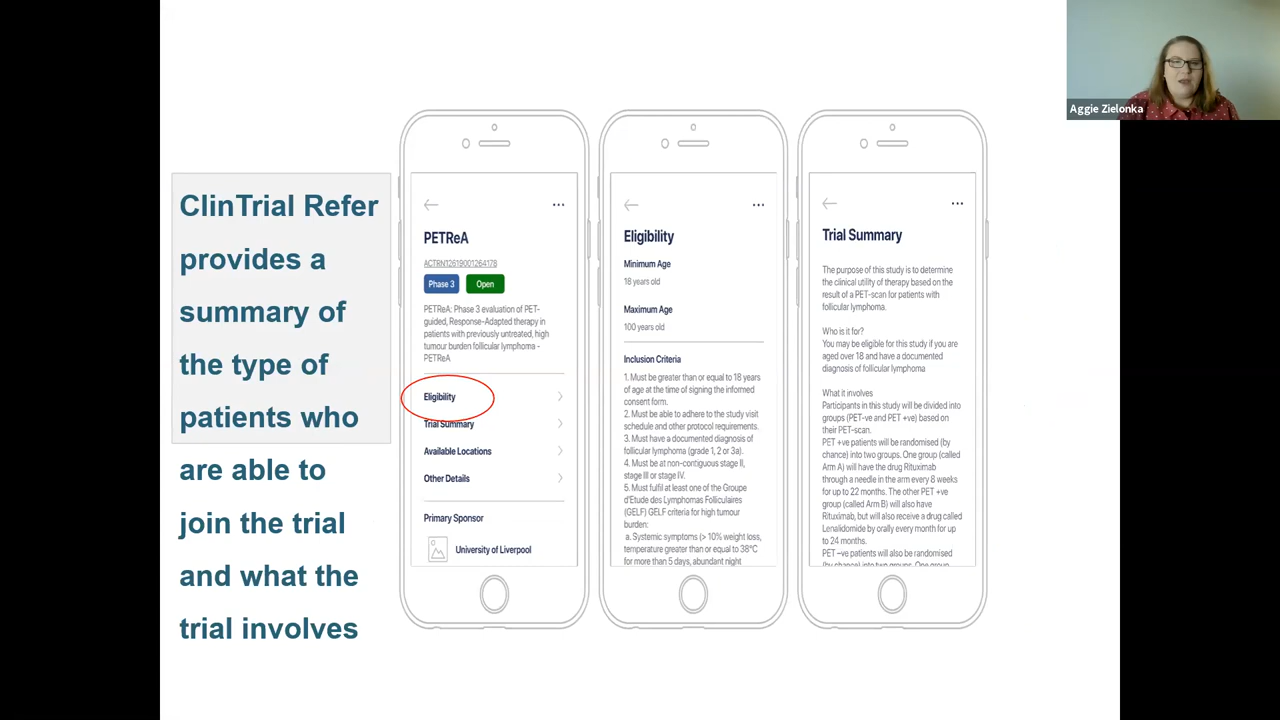 Aggie Zielonka
ClinTrial Refer
provides a
summary of
the type of
patients who
are able to
join the trial
and what the
trial involves
PETReA
ACTRN12619001264178
Phase 3
Open
PETReA: Phase 3 evaluation of PET-
guided, Response-Adapted therapy in
patients with previously untreated, high
tumour burden follicular lymphoma -
PETReA
Eligibility
Trial Summary
Available Locations
Other Details
Primary Sponsor
University of Liverpool
Eligibility
Minimum Age
18 years old
Maximum Age
100 years old
Inclusion Criteria
1. Must be greater than or equal to 18 years
of age at the time of signing the informed
consent form.
2. Must be able to adhere to the study visit
schedule and other protocol requirements.
3. Must have a documented diagnosis of
follicular lymphoma (grade 1, 2 or 3a).
4. Must be at non-contiguous stage II,
stage III or stage IV.
5. Must fulfil at least one of the Groupe
d'Etude des Lymphomas Folliculaires
(GELF) GELF criteria for high tumour
burden:
a. Systemic symptoms (> 10% weight loss,
temperature greater than or equal to 38°C
for more than 5 days, abundant night
Trial Summary
The purpose of this study is to determine
the clinical utility of therapy based on the
result of a PET-scan for patients with
follicular lymphoma.
Who is it for?
You may be eligible for this study if you are
aged over 18 and have a documented
diagnosis of follicular lymphoma
What it involves
Participants in this study will be divided into
groups (PET-ve and PET +ve) based on
their PET-scan.
PET +ve patients will be randomised (by
chance) into two groups. One group (called
Arm A) will have the drug Rituximab
through a needle in the arm every 8 weeks
for up to 22 months. The other PET +ve
group (called Arm B) will also have
Rituximab, but will also receive a drug called
Lenalidomide by orally every month for up
to 24 months.
PET –ve patients will also be randomised
(by chance) into two groups. One group